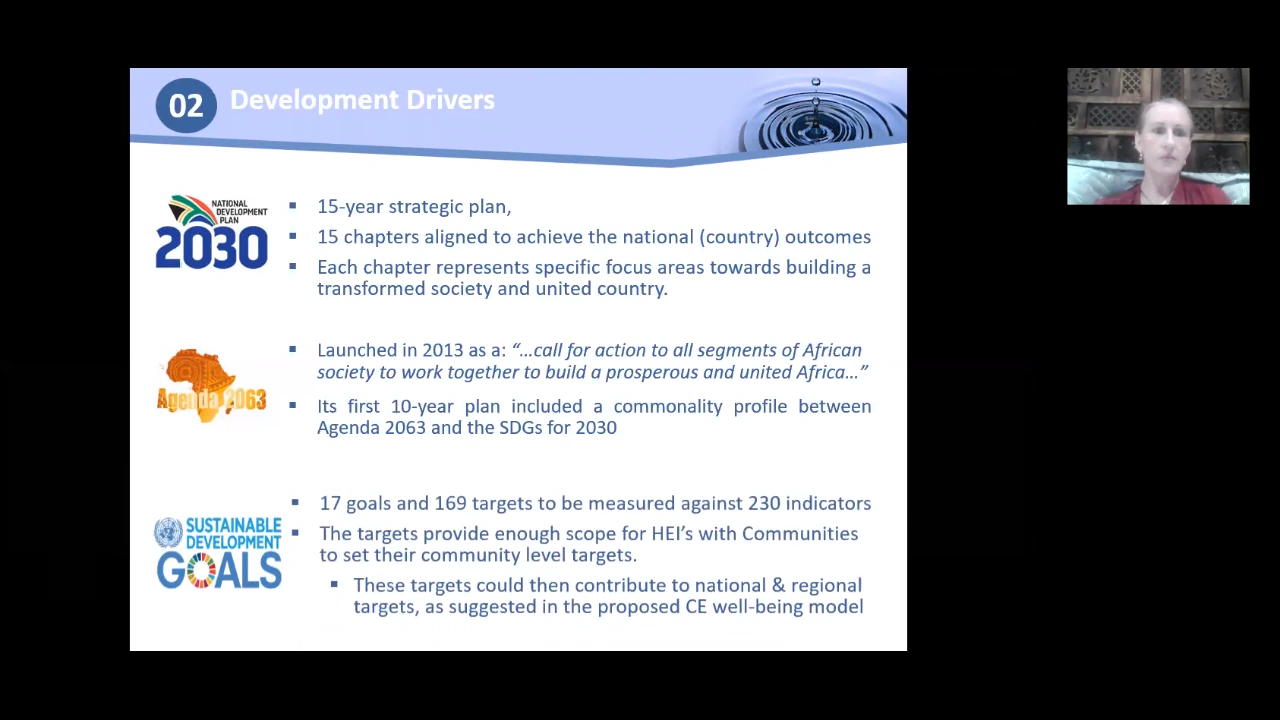 02
Development Drivers
NATIONAL
DEVELOPMENT
PLAN
2030
15-year strategic plan,
15 chapters aligned to achieve the national (country) outcomes
Each chapter represents specific focus areas towards building a
transformed society and united country.
Agenda 2063
Launched in 2013 as a: “…call for action to all segments of African
society to work together to build a prosperous and united Africa…”
Its first 10-year plan included a commonality profile between
Agenda 2063 and the SDGs for 2030
SUSTAINABLE
DEVELOPMENT
GOALS
17 goals and 169 targets to be measured against 230 indicators
The targets provide enough scope for HEI’s with Communities
to set their community level targets.
These targets could then contribute to national & regional
targets, as suggested in the proposed CE well-being model